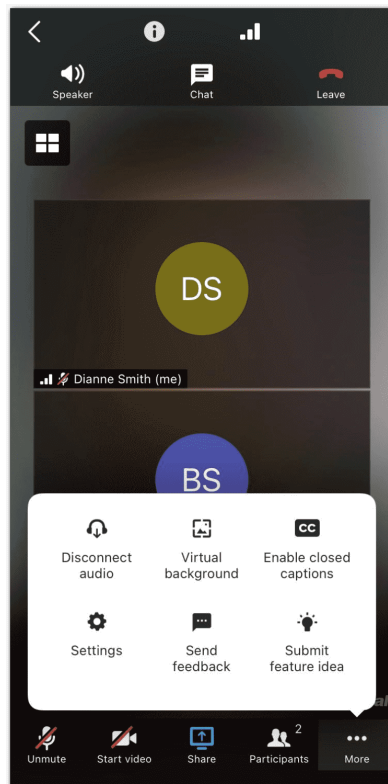 Speaker
Chat
Leave
DS
Dianne Smith (me)
BS
Disconnect
audio
Virtual
background
Enable closed
captions
CC
Settings
Send
feedback
Submit
feature idea
2
Unmute
Start video
Share
Participants
More